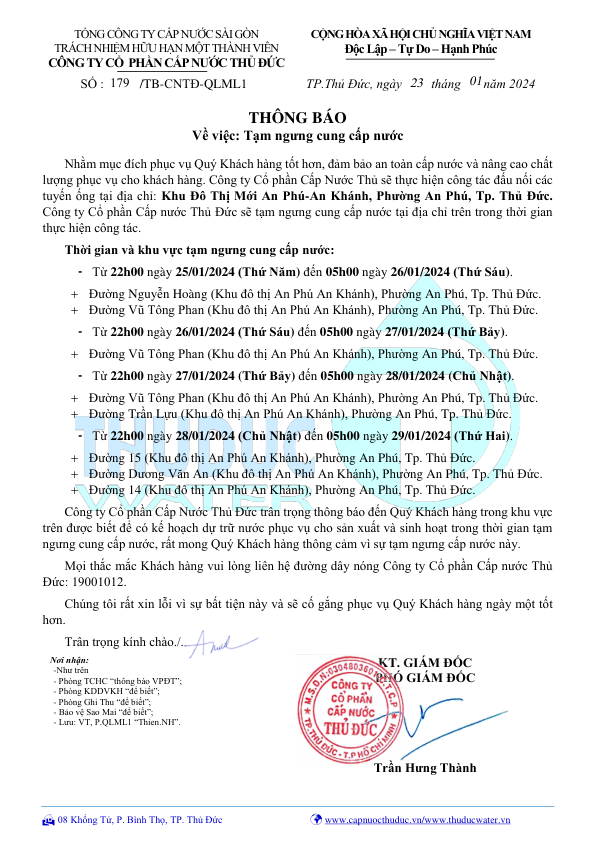 TỔNG CÔNG TY CẤP NƯỚC SÀI GÒN
TRÁCH NHIỆM HỮU HẠN MỘT THÀNH VIÊN
CÔNG TY CỔ PHẦN CẤP NƯỚC THỦ ĐỨC
SỐ : 179 /TB-CNTĐ-QLML1
CỘNG HÒA XÃ HỘI CHỦ NGHĨA VIỆT NAM
Độc Lập – Tự Do – Hạnh Phúc
TP.Thủ Đức, ngày 23 tháng 01 năm 2024
THÔNG BÁO
Về việc: Tạm ngưng cung cấp nước
Nhằm mục đích phục vụ Quý Khách hàng tốt hơn, đảm bảo an toàn cấp nước và nâng cao chất
lượng phục vụ cho khách hàng. Công ty Cổ phần Cấp Nước Thủ sẽ thực hiện công tác đấu nối các
tuyến ống tại địa chỉ: Khu Đô Thị Mới An Phú-An Khánh, Phường An Phú, Tp. Thủ Đức.
Công ty Cổ phần Cấp nước Thủ Đức sẽ tạm ngưng cung cấp nước tại địa chỉ trên trong thời gian
thực hiện công tác.
Thời gian và khu vực tạm ngưng cung cấp nước:
- Từ 22h00 ngày 25/01/2024 (Thứ Năm) đến 05h00 ngày 26/01/2024 (Thứ Sáu).
+ Đường Nguyễn Hoàng (Khu đô thị An Phú An Khánh), Phường An Phú, Tp. Thủ Đức.
+ Đường Vũ Tông Phan (Khu đô thị An Phú An Khánh), Phường An Phú, Tp. Thủ Đức.
- Từ 22h00 ngày 26/01/2024 (Thứ Sáu) đến 05h00 ngày 27/01/2024 (Thứ Bảy).
+ Đường Vũ Tông Phan (Khu đô thị An Phú An Khánh), Phường An Phú, Tp. Thủ Đức.
- Từ 22h00 ngày 27/01/2024 (Thứ Bảy) đến 05h00 ngày 28/01/2024 (Chủ Nhật).
+ Đường Vũ Tông Phan (Khu đô thị An Phú An Khánh), Phường An Phú, Tp. Thủ Đức.
+ Đường Trần Lựu (Khu đô thị An Phú An Khánh), Phường An Phú, Tp. Thủ Đức.
- Từ 22h00 ngày 28/01/2024 (Chủ Nhật) đến 05h00 ngày 29/01/2024 (Thứ Hai).
+ Đường 15 (Khu đô thị An Phú An Khánh), Phường An Phú, Tp. Thủ Đức.
+ Đường Dương Văn An (Khu đô thị An Phú An Khánh), Phường An Phú, Tp. Thủ Đức.
+ Đường 14 (Khu đô thị An Phú An Khánh), Phường An Phú, Tp. Thủ Đức.
THUDUC
WATER
Công ty Cổ phần Cấp Nước Thủ Đức trân trọng thông báo đến Quý Khách hàng trong khu vực
trên được biết để có kế hoạch dự trữ nước phục vụ cho sản xuất và sinh hoạt trong thời gian tạm
ngưng cung cấp nước, rất mong Quý Khách hàng thông cảm vì sự tạm ngưng cấp nước này.
Mọi thắc mắc Khách hàng vui lòng liên hệ đường dây nóng Công ty Cổ phần Cấp nước Thủ
Đức: 19001012.
Chúng tôi rất xin lỗi vì sự bất tiện này và sẽ cố gắng phục vụ Quý Khách hàng ngày một tốt
hơn.
Trân trọng kính chào./.
Nơi nhận:
-Như trên
- Phòng TCHC “thông báo VPĐT”;
- Phòng KDDVKH “để biết”;
- Phòng Ghi Thu “để biết”;
- Bảo vệ Sao Mai “để biết”;
- Lưu: VT, P.QLML1 “Thien.NH”.
KT. GIÁM ĐỐC
PHÓ GIÁM ĐỐC
CÔNG TY
CỔ PHẦN
CẤP NƯỚC
THỦ ĐỨC
TP.THỦ ĐỨC - T.P HỒ CHÍ MINH
Trần Hưng Thành
08 Khổng Tử, P. Bình Thọ, TP. Thủ Đức
www.capnuocthuduc.vn/www.thuducwater.vn